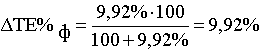 ΔTE% ф = 9,92%·100 / 100+9,92% = 9,92%